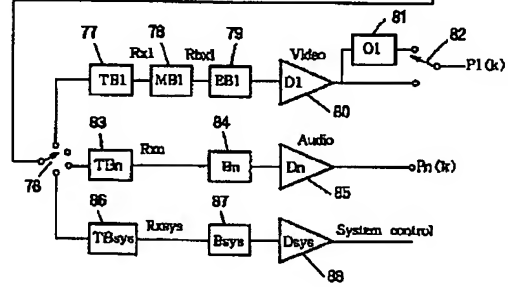 77 78 79 81
Rx1 Rbx1 Video 82
TB1 MB1 EB1 D1 O1 P1(k)
80
83 84 Audio
76 TBn Rxn Bn Dn Pn(k)
85
86 87
TBsys Rxsys Bsys Dsys System control
88